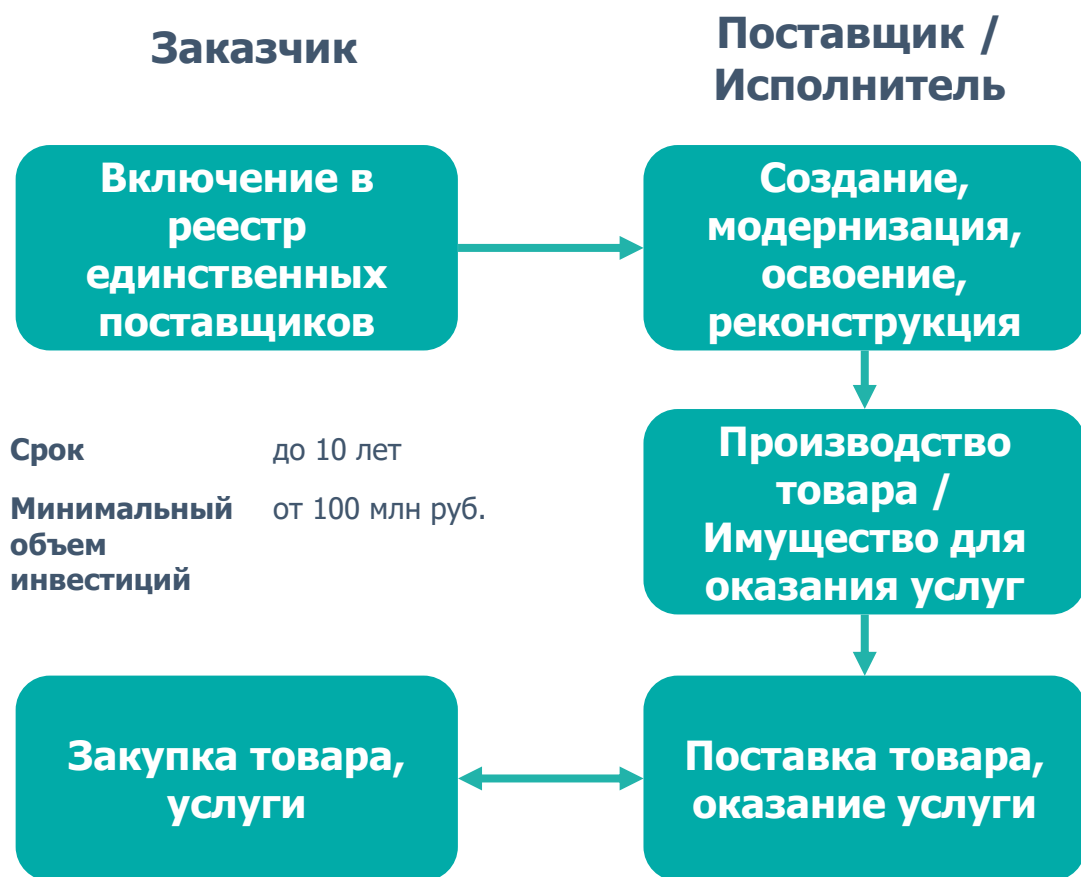 Заказчик
Поставщик /
Исполнитель
Включение в
реестр
единственных
поставщиков
Создание,
модернизация,
освоение,
реконструкция
Срок до 10 лет
Минимальный от 100 млн руб.
объем
инвестиций
Производство
товара /
Имущество для
оказания услуг
Закупка товара,
услуги
Поставка товара,
оказание услуги